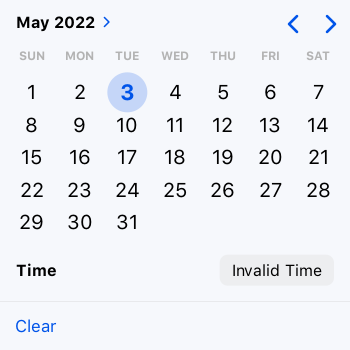 May 2022
SUN MON TUE WED THU FRI SAT
1 2 3 4 5 6 7
8 9 10 11 12 13 14
15 16 17 18 19 20 21
22 23 24 25 26 27 28
29 30 31
Time Invalid Time
Clear